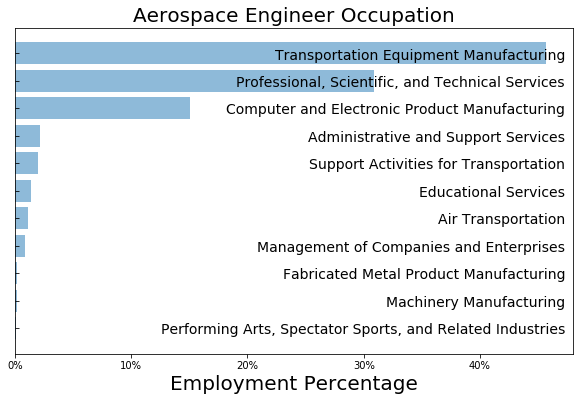 Aerospace Engineer Occupation
Transportation Equipment Manufacturing
Professional, Scientific, and Technical Services
Computer and Electronic Product Manufacturing
Administrative and Support Services
Support Activities for Transportation
Educational Services
Air Transportation
Management of Companies and Enterprises
Fabricated Metal Product Manufacturing
Machinery Manufacturing
Performing Arts, Spectator Sports, and Related Industries
0% 10% 20% 30% 40%
Employment Percentage